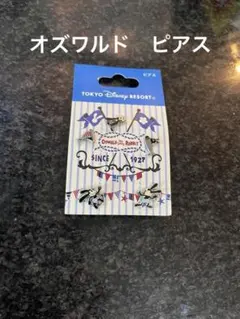 オズワルド ピアス
ピアス
TOKYO Disney RESORT
OSWALD THE RABBIT
SINCE 1927